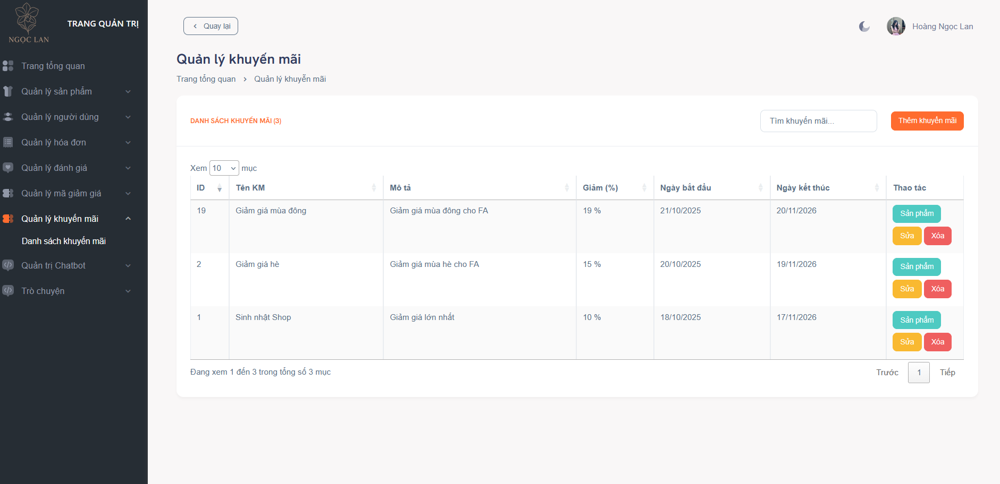 NGỌC LAN
TRANG QUẢN TRỊ
Trang tổng quan
Quản lý sản phẩm
Quản lý người dùng
Quản lý hóa đơn
Quản lý đánh giá
Quản lý mã giảm giá
Quản lý khuyến mãi
Danh sách khuyến mãi
Quản trị Chatbot
Trò chuyện
Quay lại
Hoàng Ngọc Lan
Quản lý khuyến mãi
Trang tổng quan > Quản lý khuyến mãi
DANH SÁCH KHUYẾN MÃI (3)
Tìm khuyến mãi...
Thêm khuyến mãi
Xem 10 mục
ID Tên KM Mô tả Giảm (%) Ngày bắt đầu Ngày kết thúc Thao tác
19 Giảm giá mùa đông Giảm giá mùa đông cho FA 19 % 21/10/2025 20/11/2026 Sản phẩm
Sửa Xóa
2 Giảm giá hè Giảm giá mùa hè cho FA 15 % 20/10/2025 19/11/2026 Sản phẩm
Sửa Xóa
1 Sinh nhật Shop Giảm giá lớn nhất 10 % 18/10/2025 17/11/2026 Sản phẩm
Sửa Xóa
Đang xem 1 đến 3 trong tổng số 3 mục
Trước 1 Tiếp